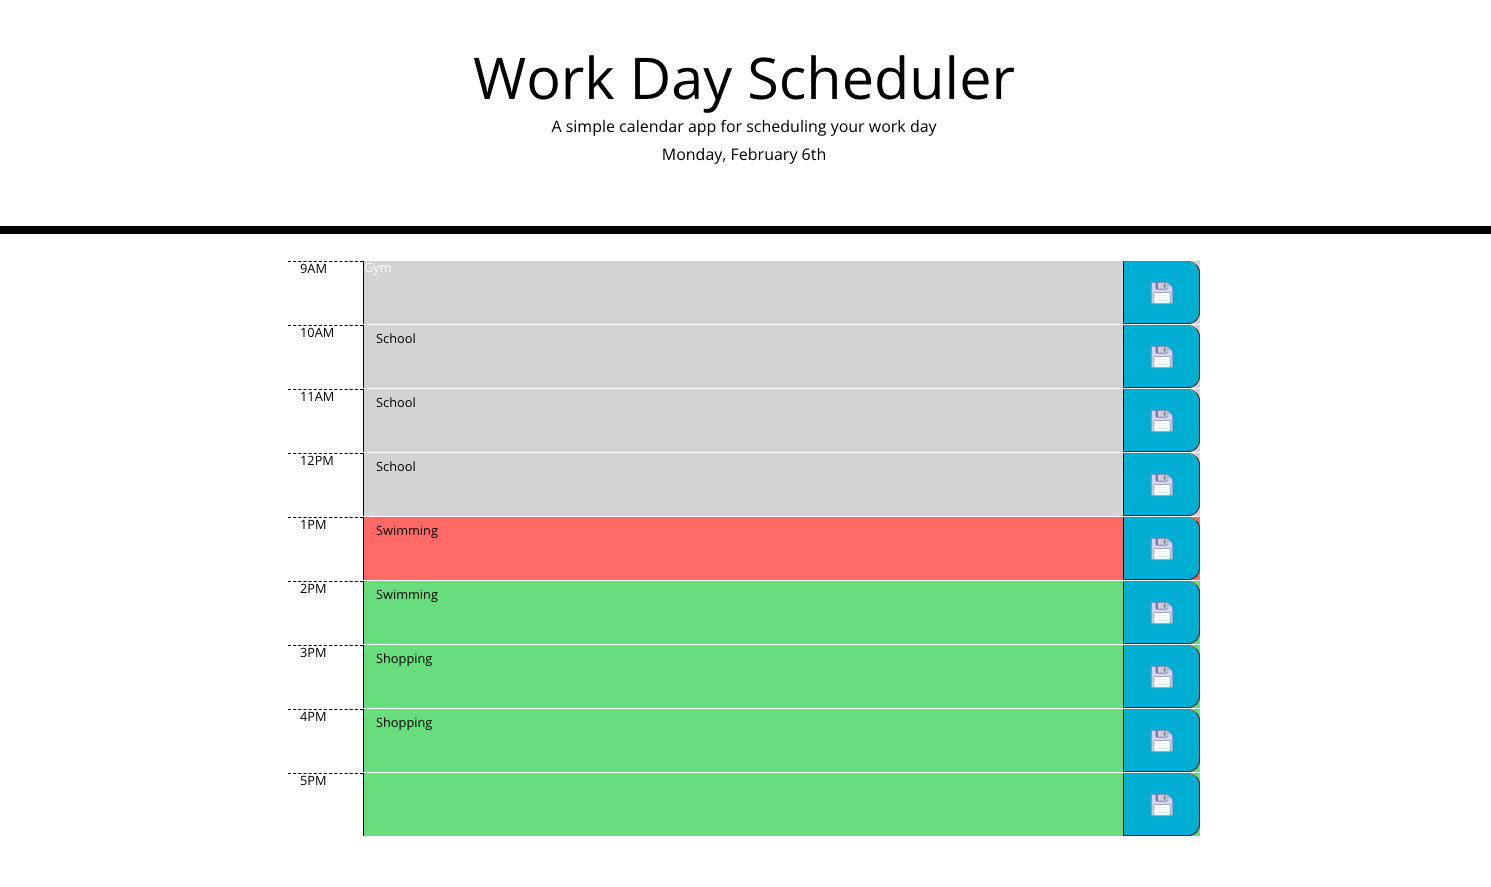 Work Day Scheduler
A simple calendar app for scheduling your work day
Monday, February 6th
9AM Gym
10AM School
11AM School
12PM School
1PM Swimming
2PM Swimming
3PM Shopping
4PM Shopping
5PM